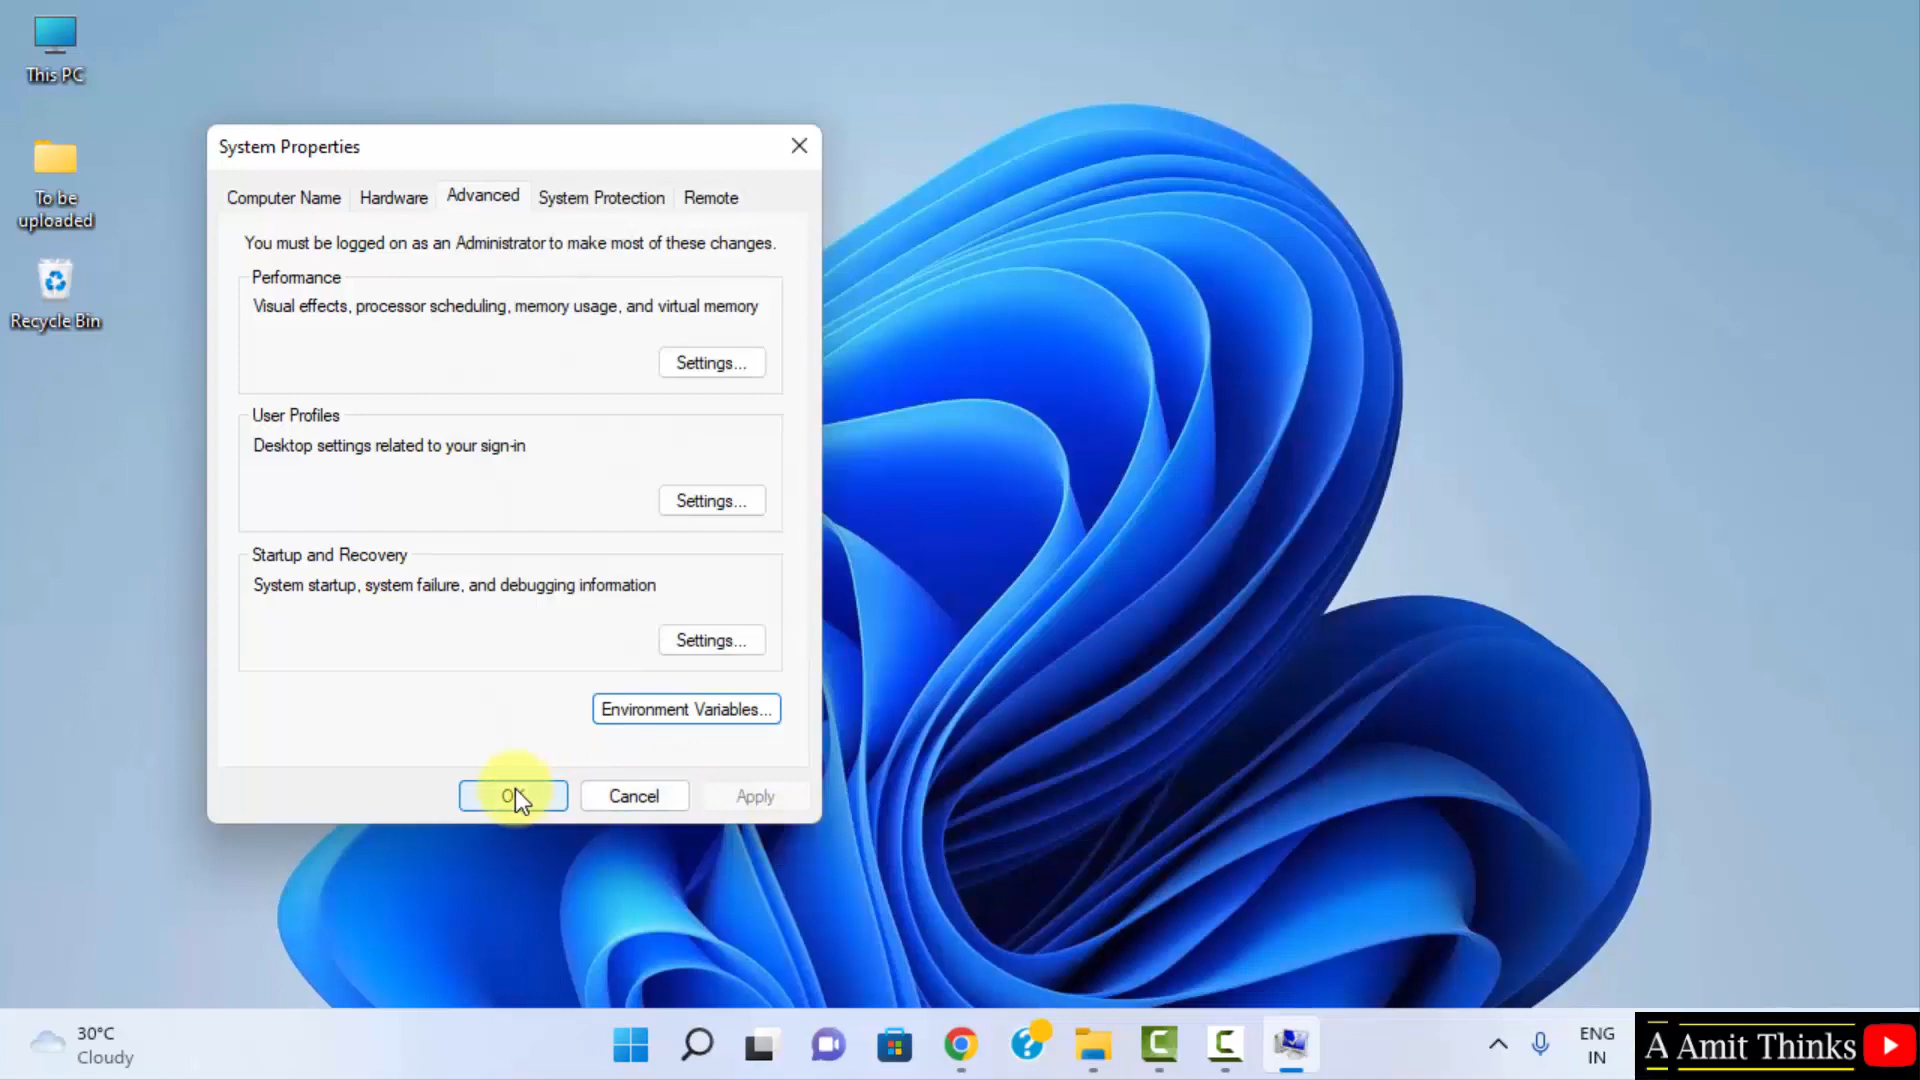 This PC
To be
uploaded
Recycle Bin
System Properties
Computer Name
Hardware
Advanced
System Protection
Remote
You must be logged on as an Administrator to make most of these changes.
Performance
Visual effects, processor scheduling, memory usage, and virtual memory
Settings...
User Profiles
Desktop settings related to your sign-in
Settings...
Startup and Recovery
System startup, system failure, and debugging information
Settings...
Environment Variables...
OK
Cancel
Apply
30°C
Cloudy
ENG
IN
A Amit Thinks